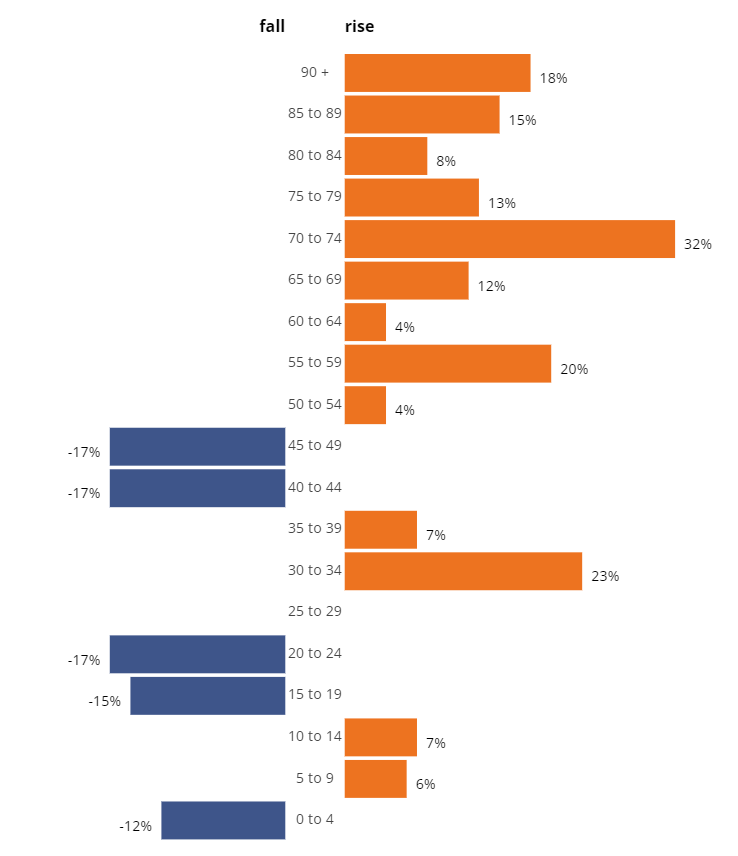 fall rise
90 + 18%
85 to 89 15%
80 to 84 8%
75 to 79 13%
70 to 74 32%
65 to 69 12%
60 to 64 4%
55 to 59 20%
50 to 54 4%
-17% 45 to 49
-17% 40 to 44
35 to 39 7%
30 to 34 23%
25 to 29
-17% 20 to 24
-15% 15 to 19
10 to 14 7%
5 to 9 6%
-12% 0 to 4